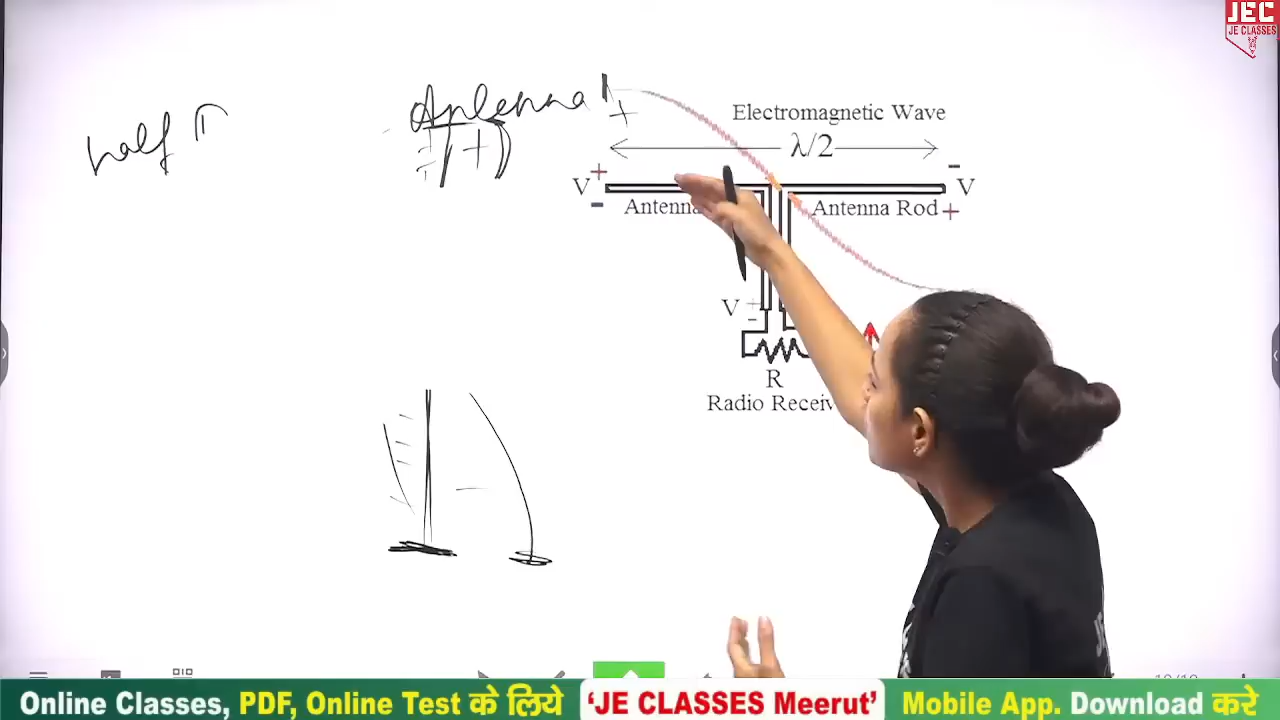 JEC
JE CLASSES
half
Antenna
+
Electromagnetic Wave
λ/2
V + -
- V
Antenna Rod +
V + -
R
Radio Receiv
Online Classes, PDF, Online Test के लिये 'JE CLASSES Meerut' Mobile App. Download करे